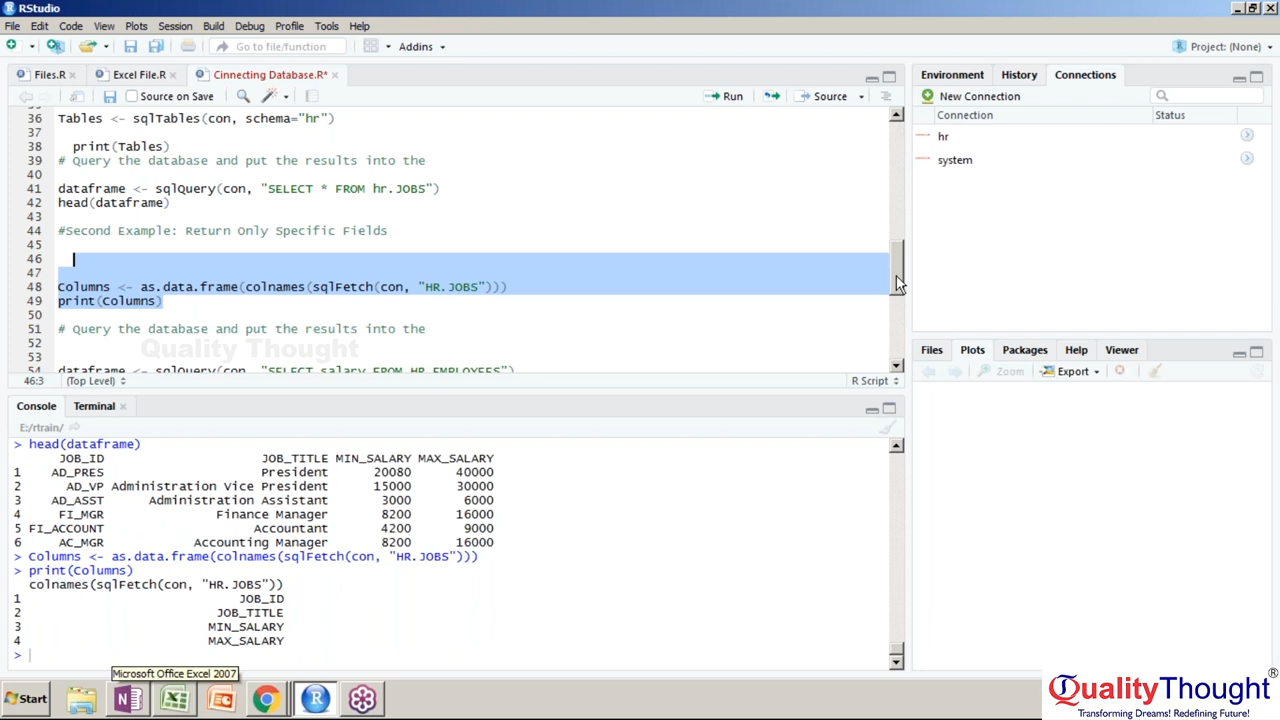 RStudio
File Edit Code View Plots Session Build Debug Profile Tools Help
Go to file/function Addins Project: (None)
Files.R Excel File.R Cinnecting Database.R*
Source on Save Run Source
36 Tables <- sqlTables(con, schema="hr")
37
38 print(Tables)
39 # Query the database and put the results into the
40
41 dataframe <- sqlQuery(con, "SELECT * FROM hr.JOBS")
42 head(dataframe)
43
44 #Second Example: Return Only Specific Fields
45
46
47
48 Columns <- as.data.frame(colnames(sqlFetch(con, "HR.JOBS")))
49 print(Columns)
50
51 # Query the database and put the results into the
52
Quality Thought
53
54 dataframe <- sqlQuery(con, "SELECT salary FROM HR.EMPLOYEES")
46:3 (Top Level) R Script
Console Terminal
E:/rtrain/
> head(dataframe)
JOB_ID JOB_TITLE MIN_SALARY MAX_SALARY
1 AD_PRES President 20080 40000
2 AD_VP Administration Vice President 15000 30000
3 AD_ASST Administration Assistant 3000 6000
4 FI_MGR Finance Manager 8200 16000
5 FI_ACCOUNT Accountant 4200 9000
6 AC_MGR Accounting Manager 8200 16000
> Columns <- as.data.frame(colnames(sqlFetch(con, "HR.JOBS")))
> print(Columns)
colnames(sqlFetch(con, "HR.JOBS"))
1 JOB_ID
2 JOB_TITLE
3 MIN_SALARY
4 MAX_SALARY
>
Environment History Connections
New Connection
Connection Status
hr
system
Files Plots Packages Help Viewer
Zoom Export
Microsoft Office Excel 2007
Start
QualityThought®
Transforming Dreams! Redefining Future!